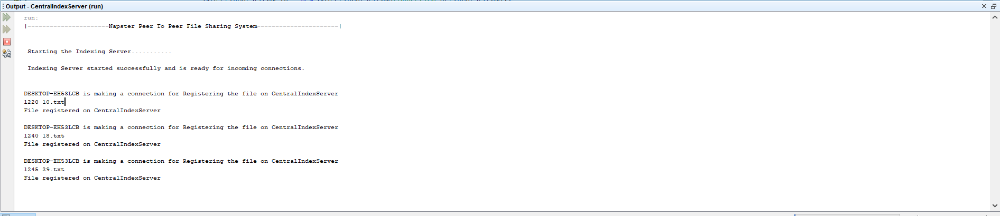 Output - CentralIndexServer (run)
run:
|----------------------Napster Peer To Peer File Sharing System----------------------|
Starting the Indexing Server...........
Indexing Server started successfully and is ready for incoming connections.
DESKTOP-EH53LCB is making a connection for Registering the file on CentralIndexServer
1220 10.txt
File registered on CentralIndexServer
DESKTOP-EH53LCB is making a connection for Registering the file on CentralIndexServer
1240 18.txt
File registered on CentralIndexServer
DESKTOP-EH53LCB is making a connection for Registering the file on CentralIndexServer
1245 29.txt
File registered on CentralIndexServer